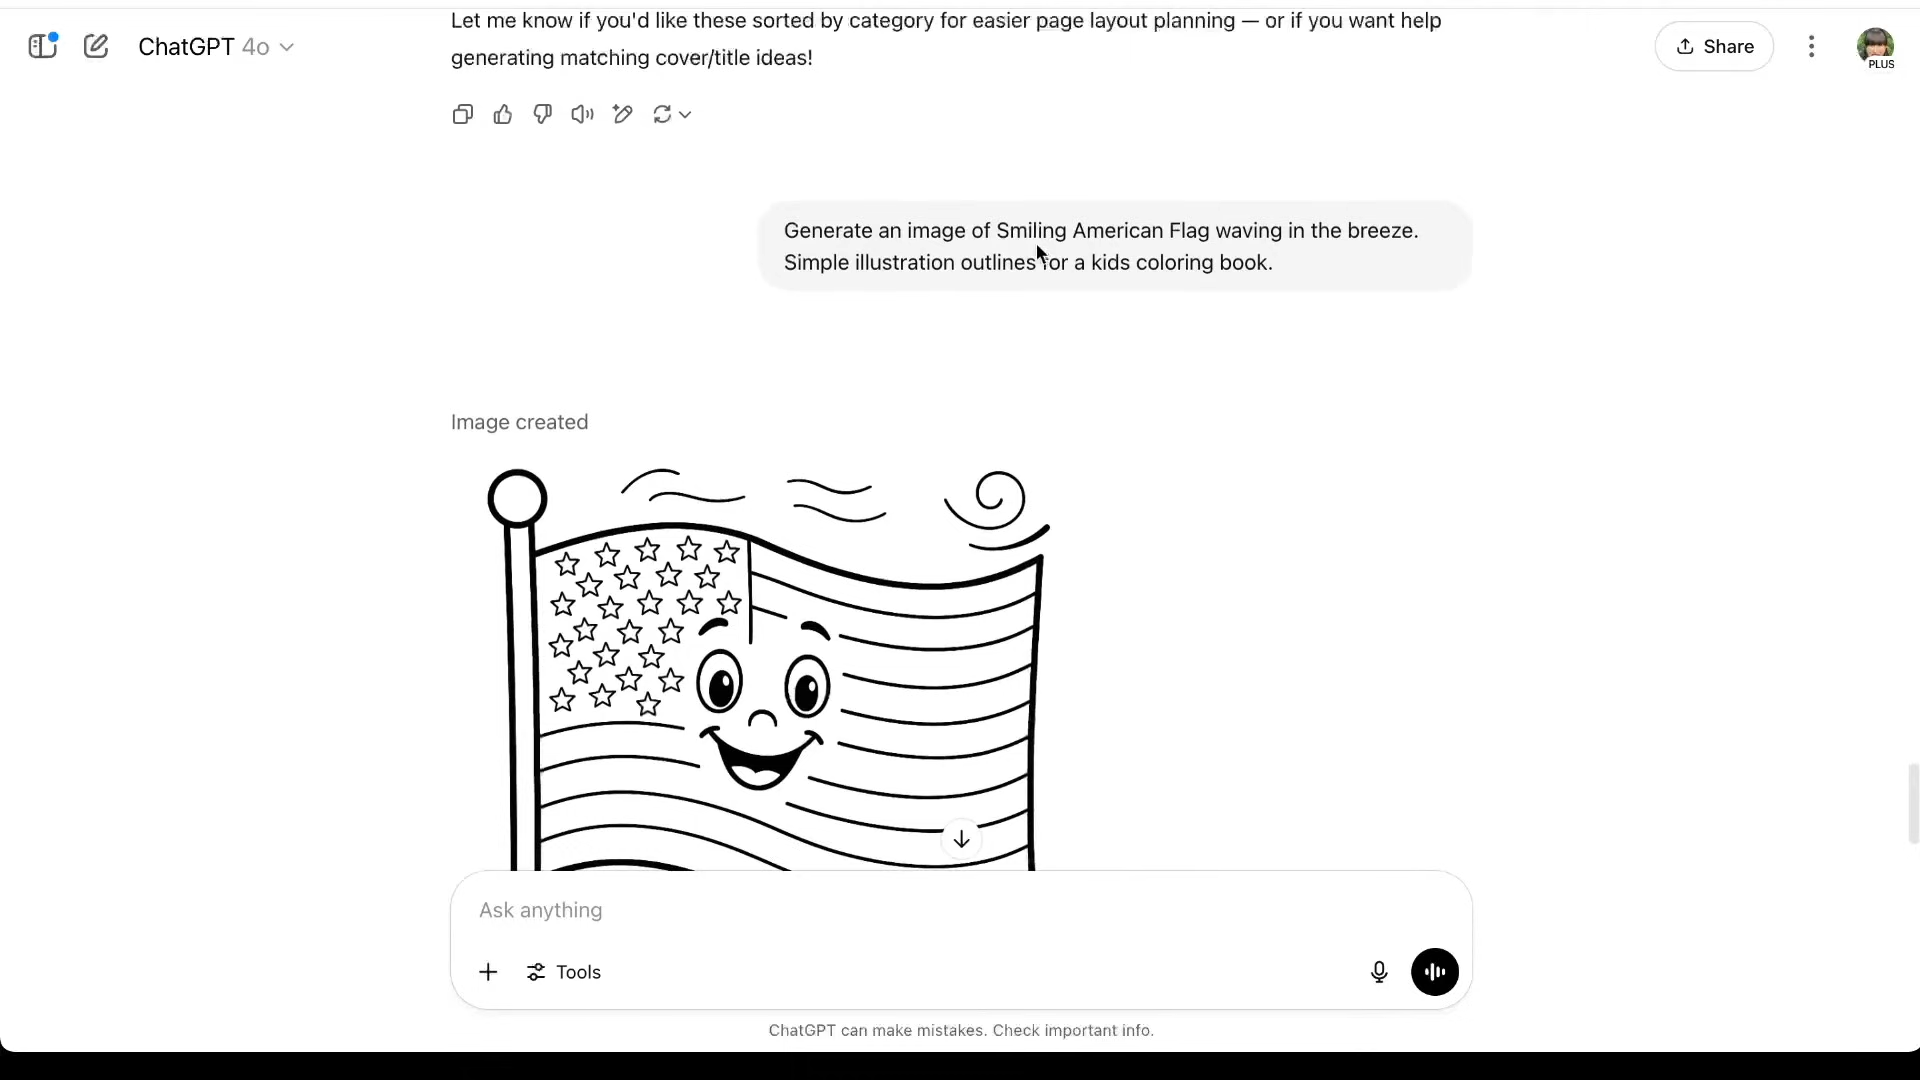 Let me know if you'd like these sorted by category for easier page layout planning — or if you want help
generating matching cover/title ideas!
ChatGPT 4o
Share
PLUS
Generate an image of Smiling American Flag waving in the breeze.
Simple illustration outlines for a kids coloring book.
Image created
Ask anything
Tools
ChatGPT can make mistakes. Check important info.